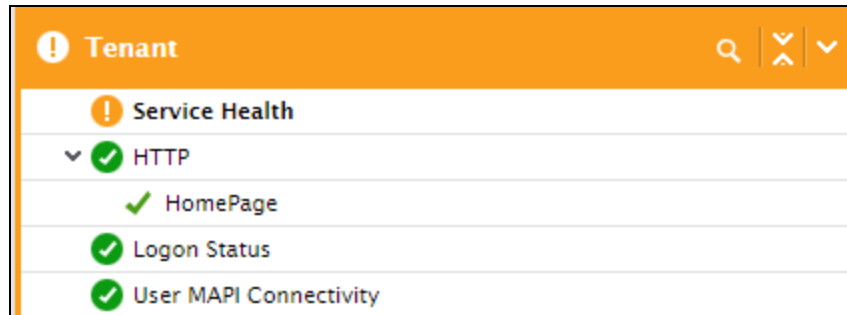 Tenant
Service Health
HTTP
HomePage
Logon Status
User MAPI Connectivity